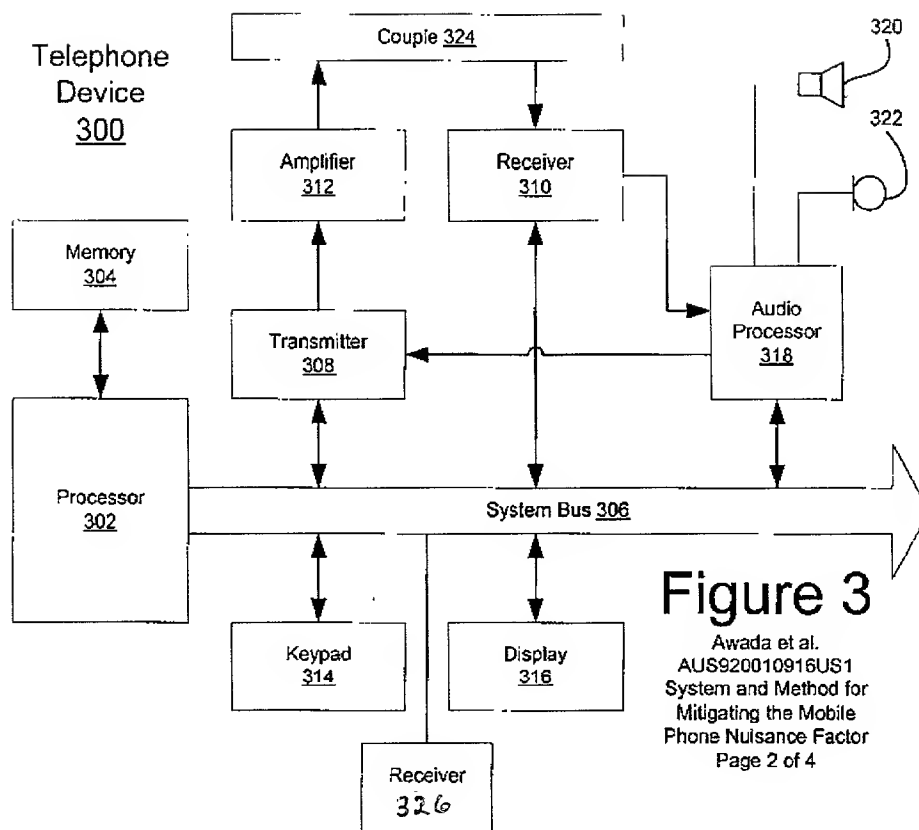 Telephone
Device
300
Couple 324
320
322
Amplifier
312
Receiver
310
Memory
304
Transmitter
308
Audio
Processor
318
Processor
302
System Bus 306
Keypad
314
Display
316
Receiver
326
Figure 3
Awada et al.
AUS920010916US1
System and Method for
Mitigating the Mobile
Phone Nuisance Factor
Page 2 of 4